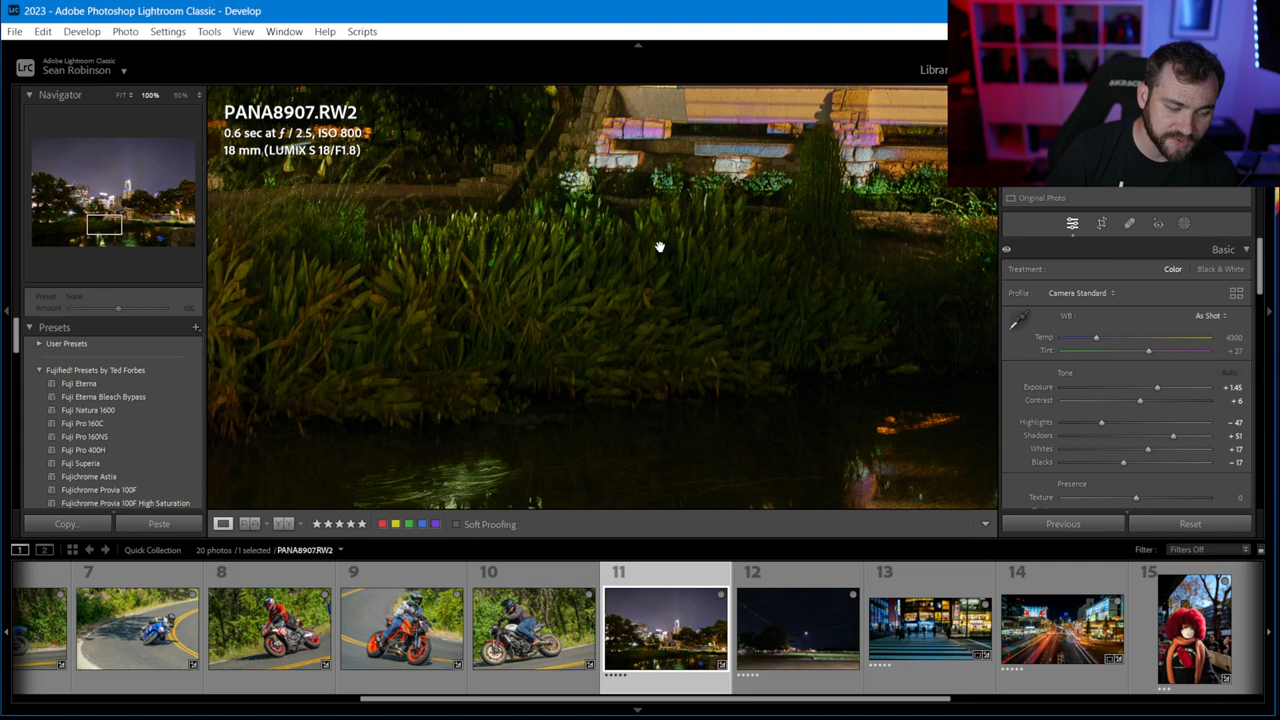 2023 - Adobe Photoshop Lightroom Classic - Develop
File Edit Develop Photo Settings Tools View Window Help Scripts
Lrc
Adobe Lightroom Classic
Sean Robinson
Librar
Navigator FIT 100% 50%
PANA8907.RW2
0.6 sec at ƒ / 2.5, ISO 800
18 mm (LUMIX S 18/F1.8)
AKRACING
Original Photo
Basic
Treatment : Color Black & White
Profile : Camera Standard
WB : As Shot
Temp 4300
Tint + 27
Tone Auto
Exposure + 1.45
Contrast + 6
Highlights – 47
Shadows + 51
Whites + 17
Blacks – 17
Presence
Texture 0
Preset : None
Amount 100
Presets
User Presets
Fujified! Presets by Ted Forbes
Fuji Eterna
Fuji Eterna Bleach Bypass
Fuji Natura 1600
Fuji Pro 160C
Fuji Pro 160NS
Fuji Pro 400H
Fuji Superia
Fujichrome Astia
Fujichrome Provia 100F
Fujichrome Provia 100F High Saturation
Copy... Paste
R A Y Y
Soft Proofing
Previous Reset
1 2 Quick Collection 20 photos / 1 selected / PANA8907.RW2
Filter : Filters Off
7 8 9 10 11 12 13 14 15